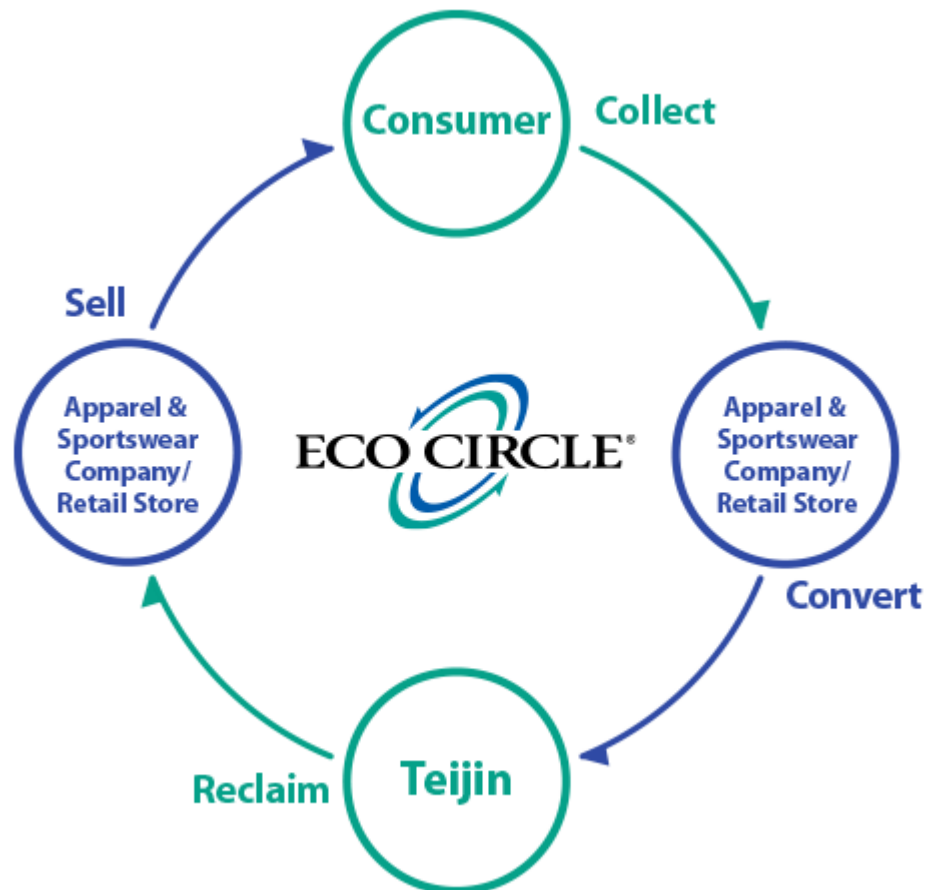 Consumer
Collect
Sell
Apparel &
Sportswear
Company/
Retail Store
ECO CIRCLE®
Apparel &
Sportswear
Company/
Retail Store
Convert
Reclaim
Teijin